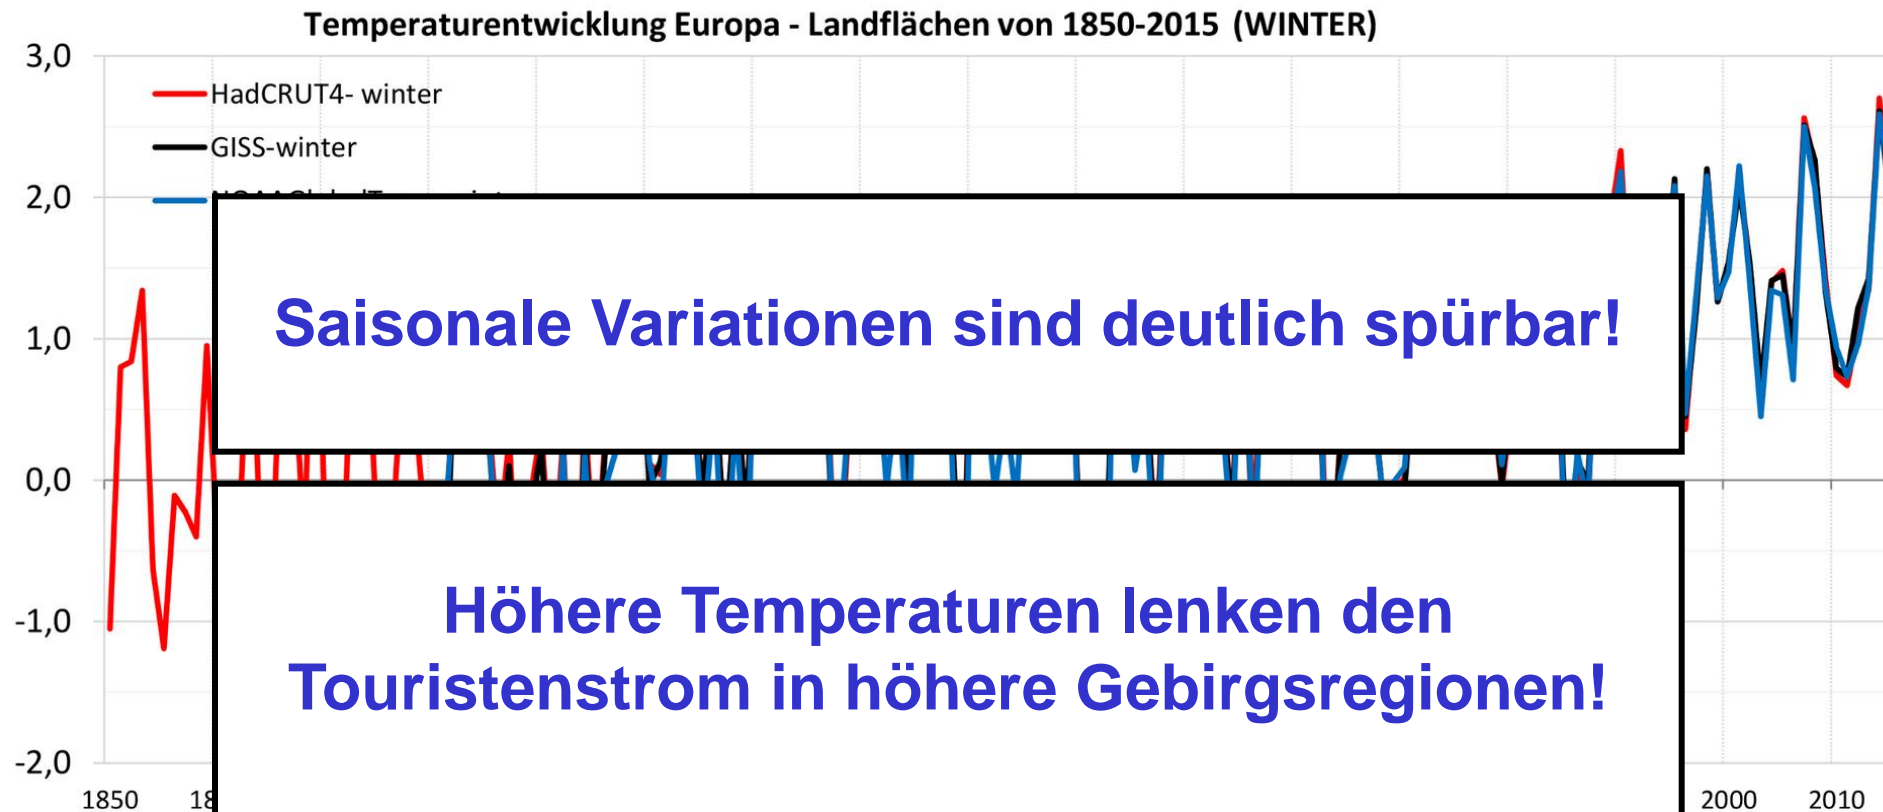 Temperaturentwicklung Europa - Landflächen von 1850-2015 (WINTER)
3,0
HadCRUT4- winter
GISS-winter
2,0
Saisonale Variationen sind deutlich spürbar!
1,0
0,0
Höhere Temperaturen lenken den
-1,0
Touristenstrom in höhere Gebirgsregionen!
-2,0
1850 2000 2010